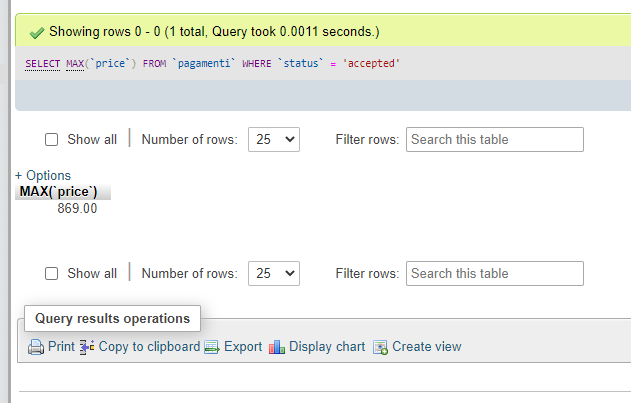 Showing rows 0 - 0 (1 total, Query took 0.0011 seconds.)
SELECT MAX(`price`) FROM `pagamenti` WHERE `status` = 'accepted'
Show all | Number of rows: 25 Filter rows: Search this table
+ Options
MAX(`price`)
869.00
Show all | Number of rows: 25 Filter rows: Search this table
Query results operations
Print Copy to clipboard Export Display chart Create view